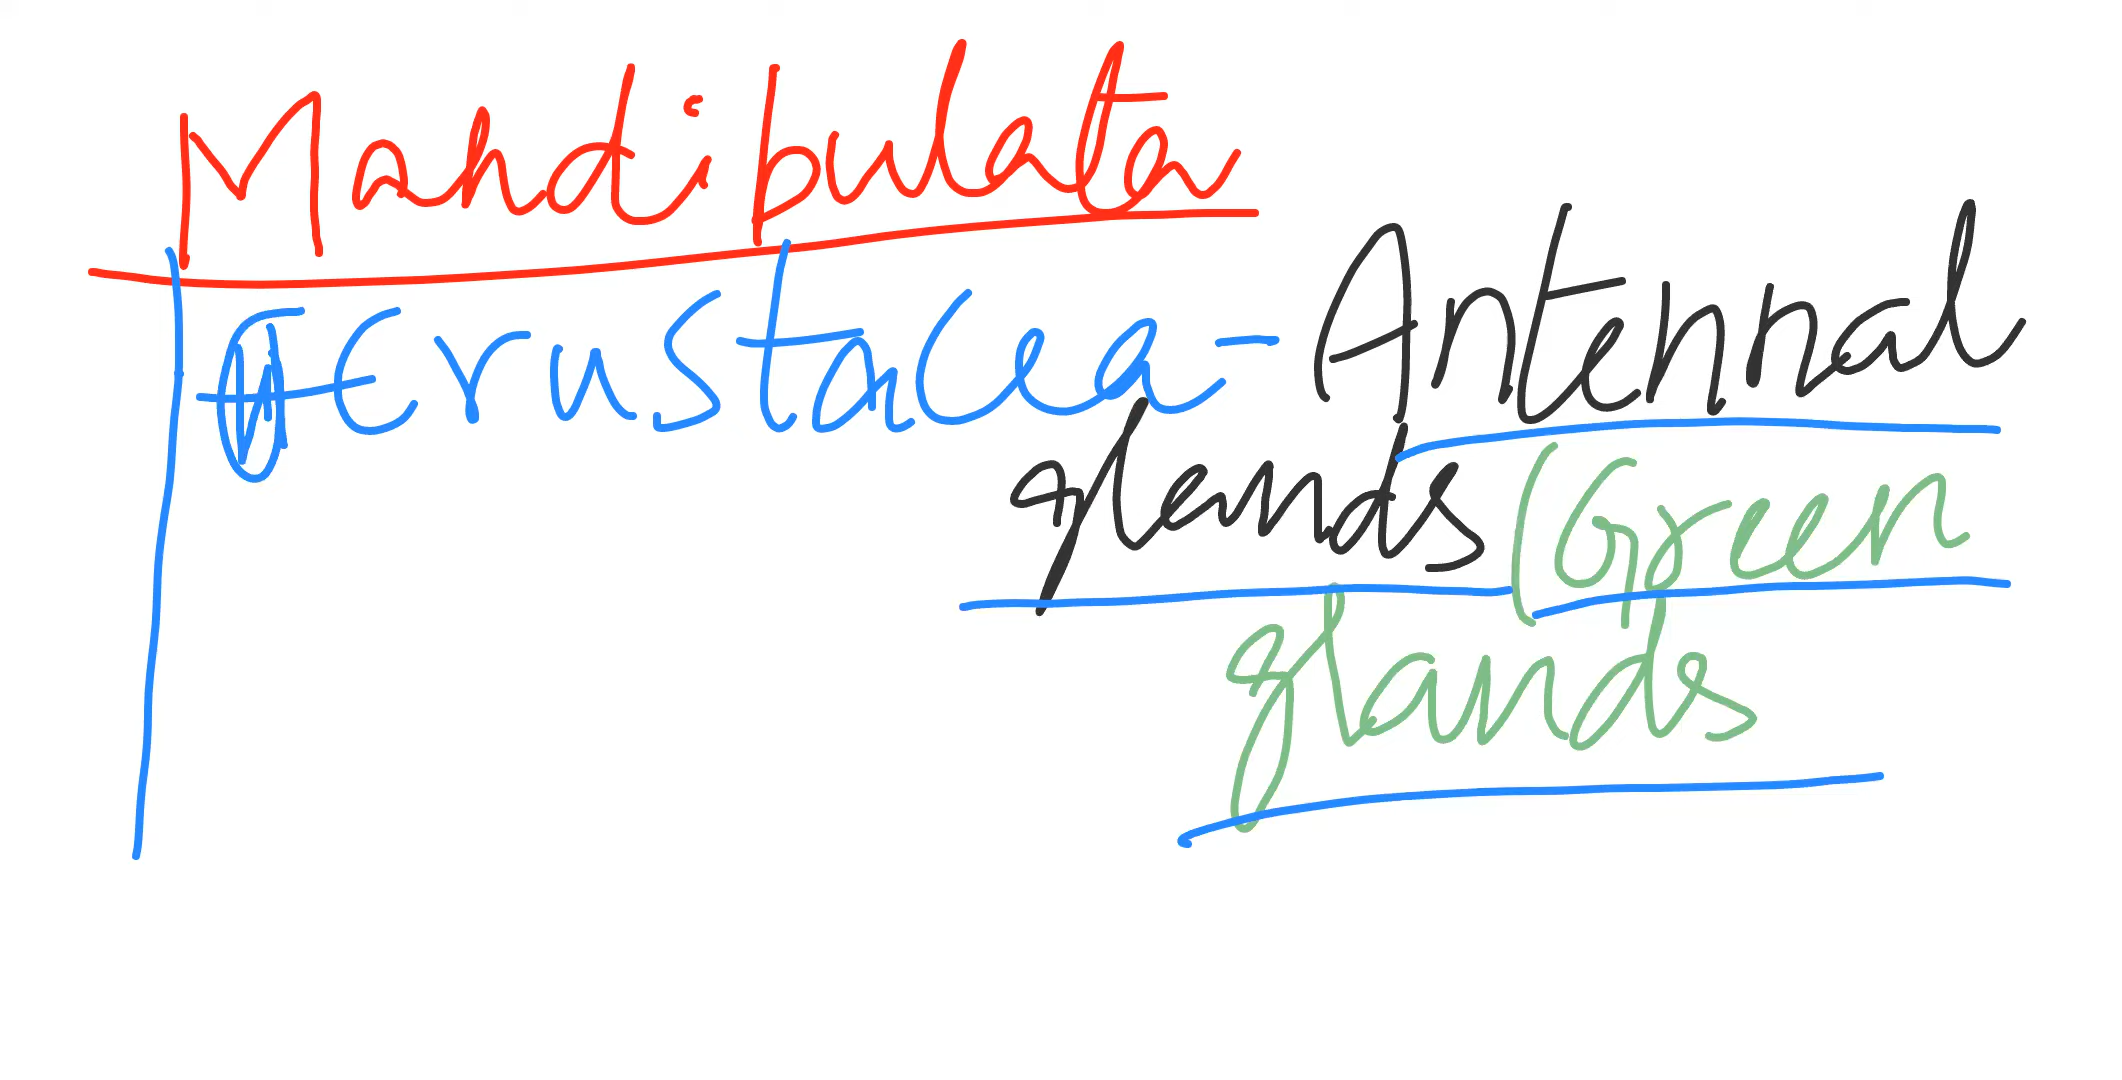 Mandibulata
Crustacea - Antennal
glands (Green
glands